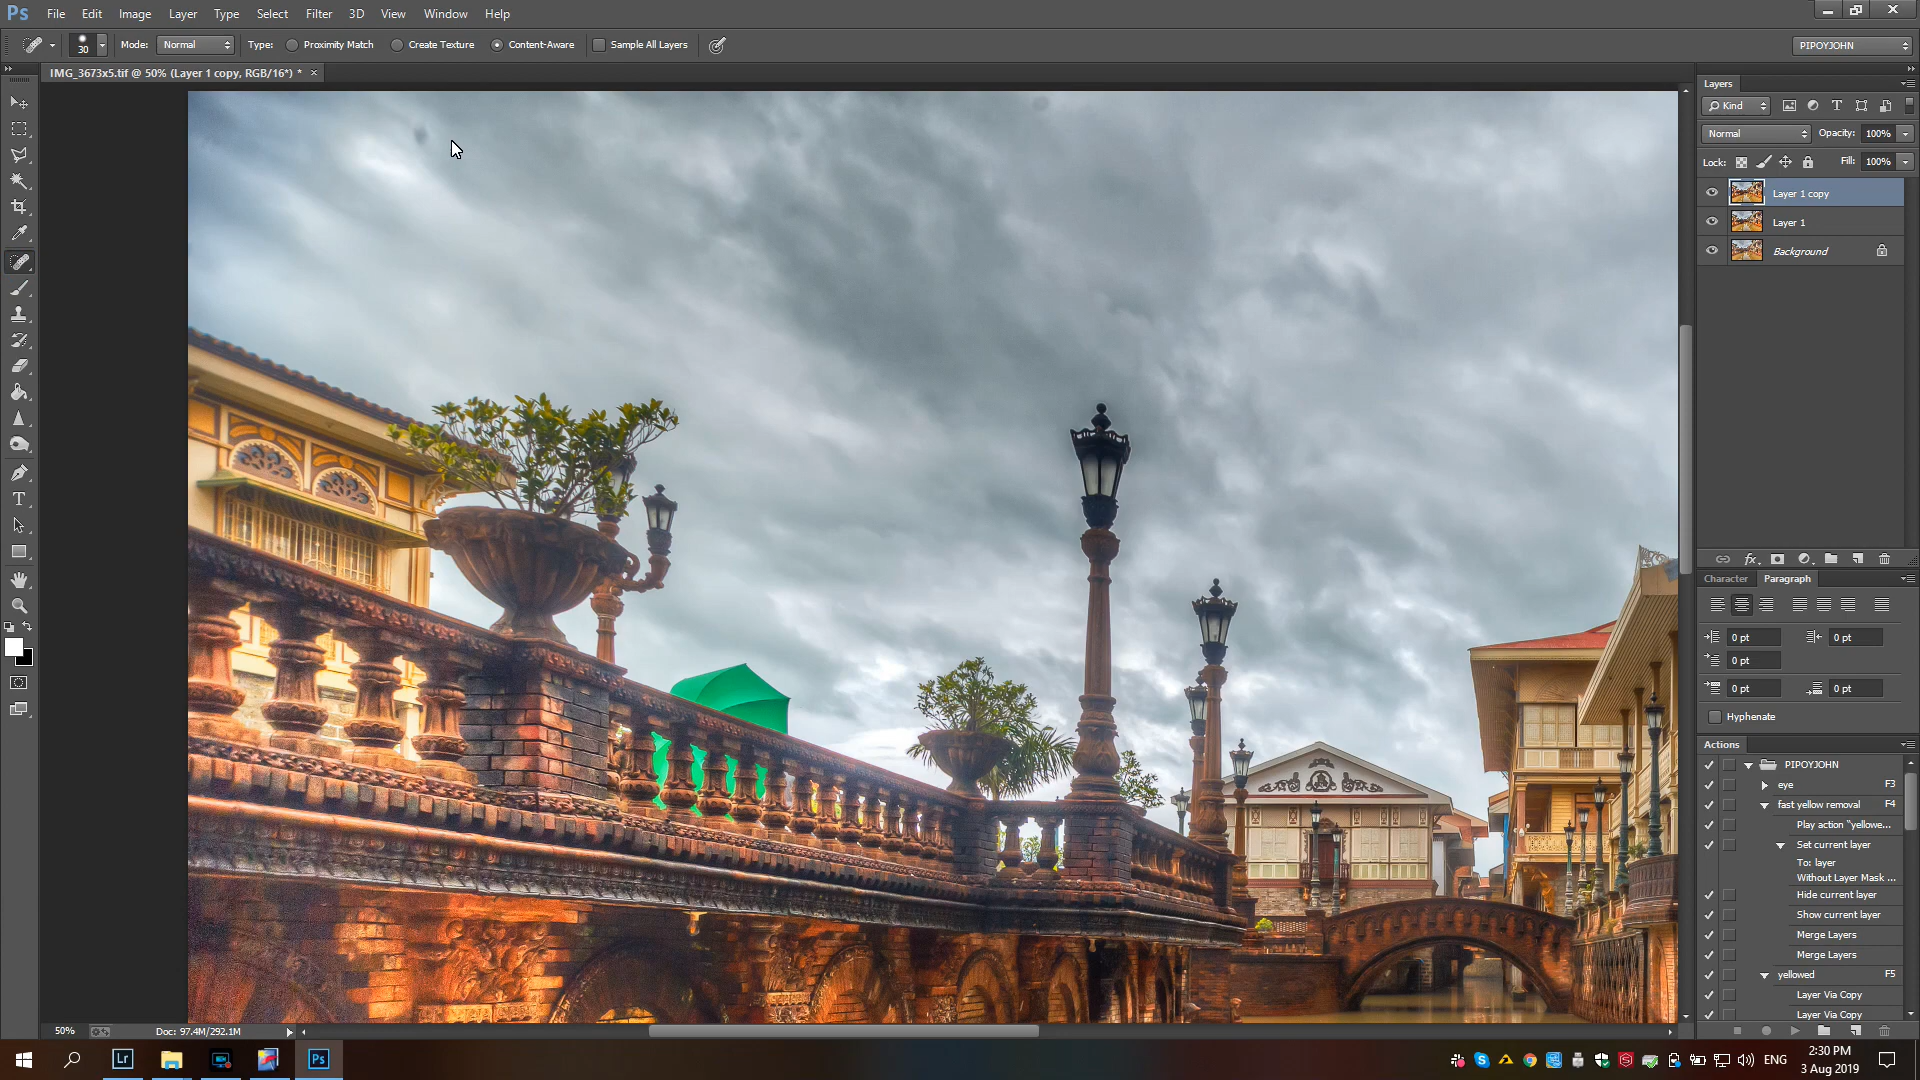 Ps File Edit Image Layer Type Select Filter 3D View Window Help
30 Mode: Normal Type: Proximity Match Create Texture Content-Aware Sample All Layers PIPOYJOHN
IMG_3673x5.tif @ 50% (Layer 1 copy, RGB/16*) * ×
Layers
Kind
Normal Opacity: 100%
Lock: Fill: 100%
Layer 1 copy
Layer 1
Background
Character Paragraph
0 pt 0 pt
0 pt
0 pt 0 pt
Hyphenate
Actions
PIPOYJOHN
eye F3
fast yellow removal F4
Play action "yellowe...
Set current layer
To: layer
Without Layer Mask ...
Hide current layer
Show current layer
Merge Layers
Merge Layers
yellowed F5
Layer Via Copy
Layer Via Copy
50% Doc: 97.4M/292.1M
Lr Ps ENG 2:30 PM
3 Aug 2019